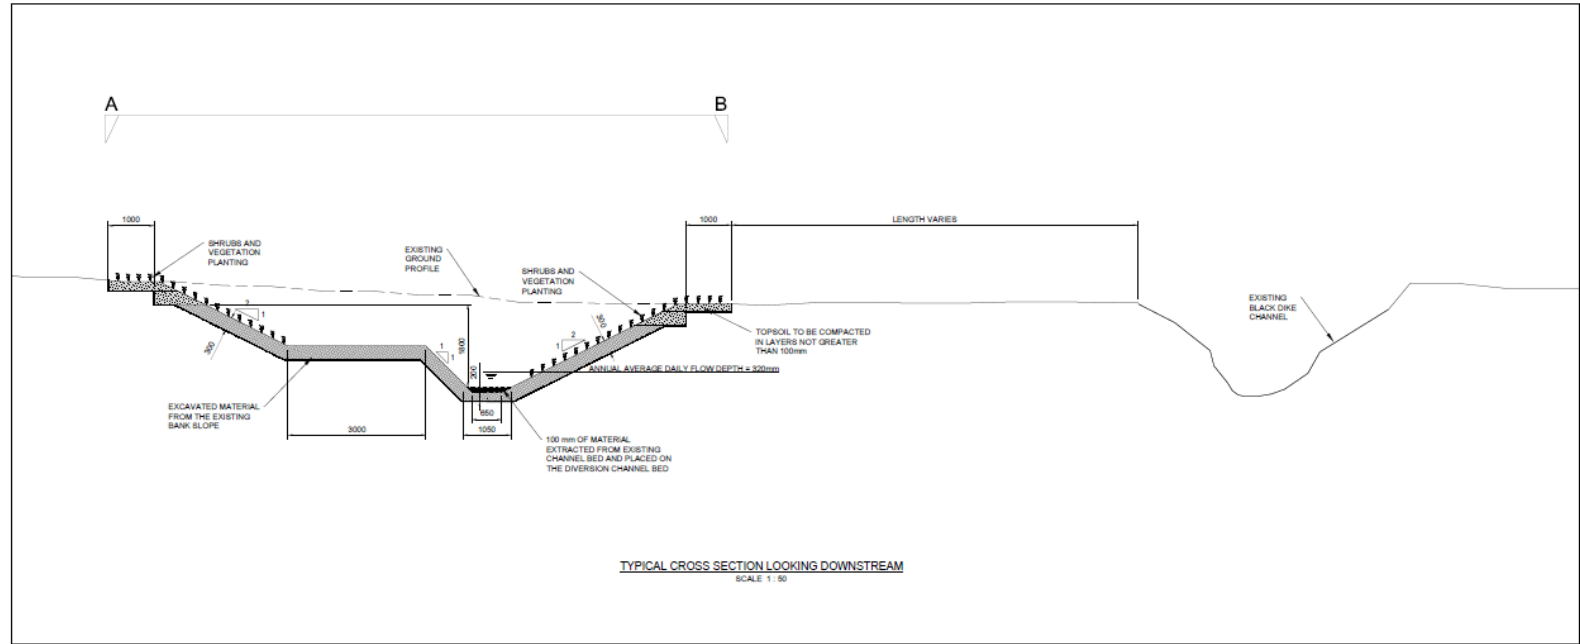 A
B
1000
1000
LENGTH VARIES
SHRUBS AND
VEGETATION
PLANTING
EXISTING
GROUND
PROFILE
SHRUBS AND
VEGETATION
PLANTING
EXISTING
BLACK DIKE
CHANNEL
2
1
300
1
1
1800
200
2
1
300
TOPSOIL TO BE COMPACTED
IN LAYERS NOT GREATER
THAN 100mm
ANNUAL AVERAGE DAILY FLOW DEPTH = 320mm
EXCAVATED MATERIAL
FROM THE EXISTING
BANK SLOPE
3000
650
1050
100 mm OF MATERIAL
EXTRACTED FROM EXISTING
CHANNEL BED AND PLACED ON
THE DIVERSION CHANNEL BED
TYPICAL CROSS SECTION LOOKING DOWNSTREAM
SCALE 1 : 50